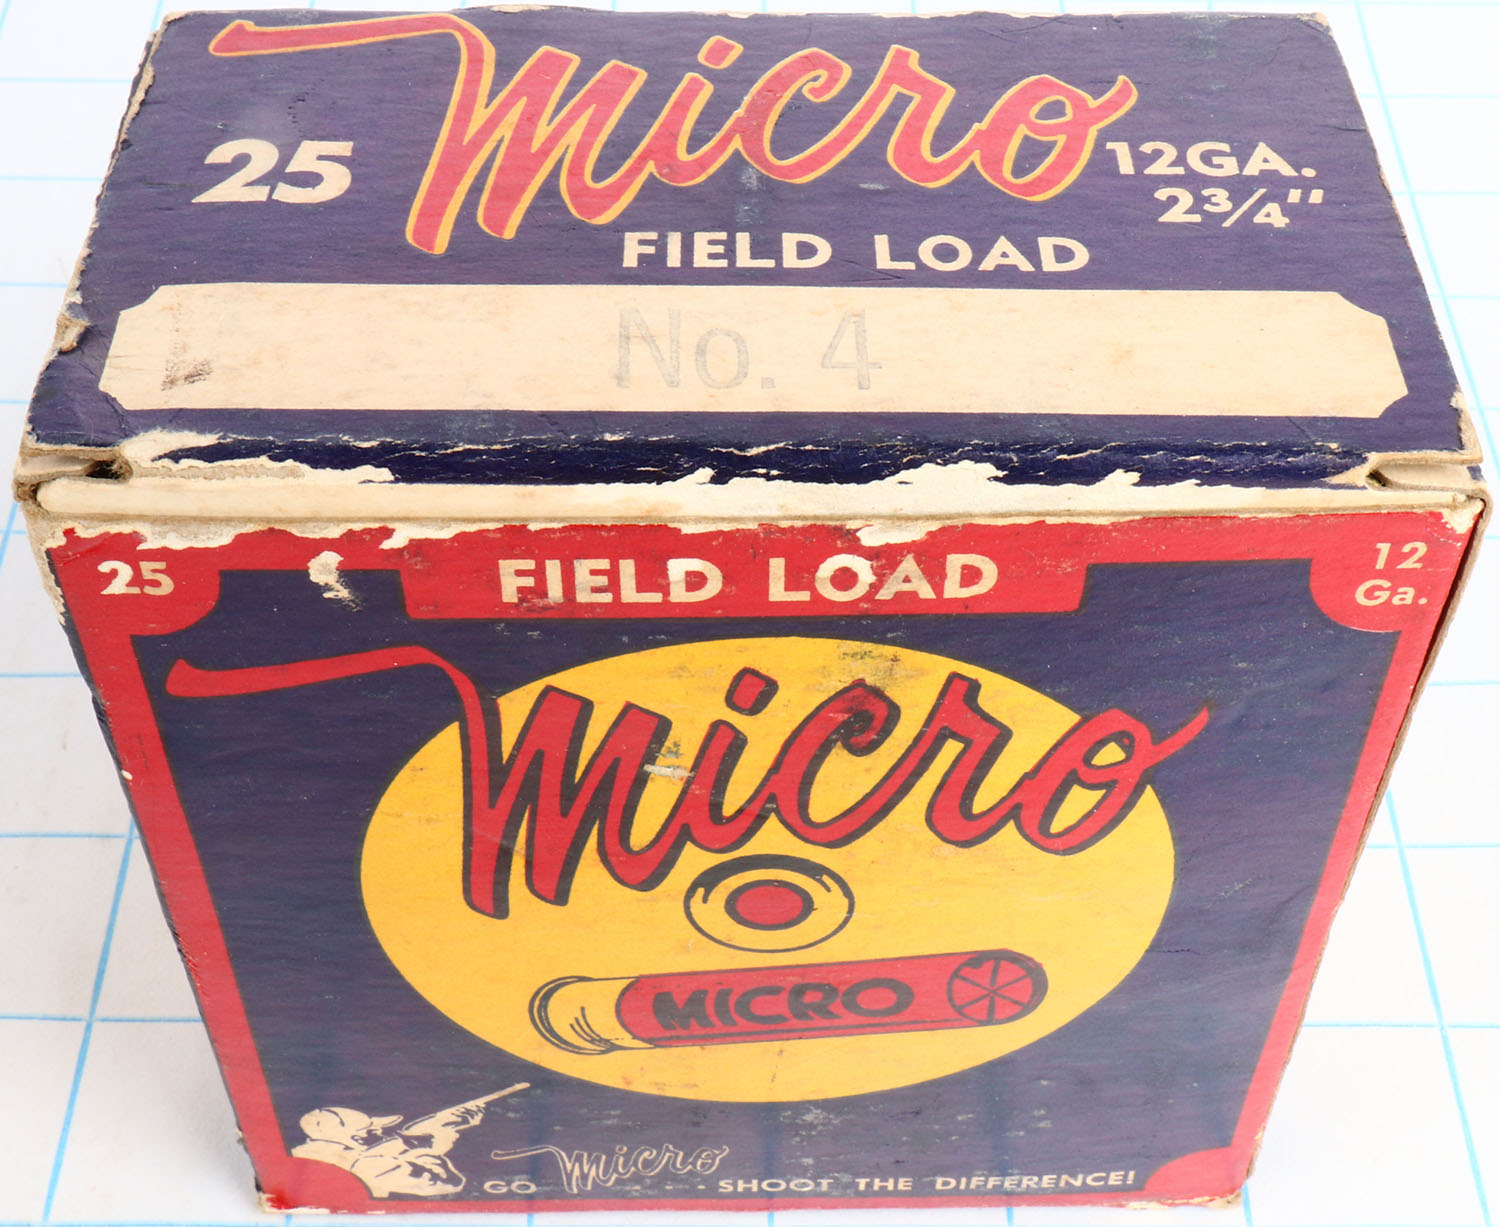 Micro
25
12GA.
2¾"
FIELD LOAD
No. 4
25
FIELD LOAD
12
Ga.
Micro
MICRO
GO Micro . . . . SHOOT THE DIFFERENCE!